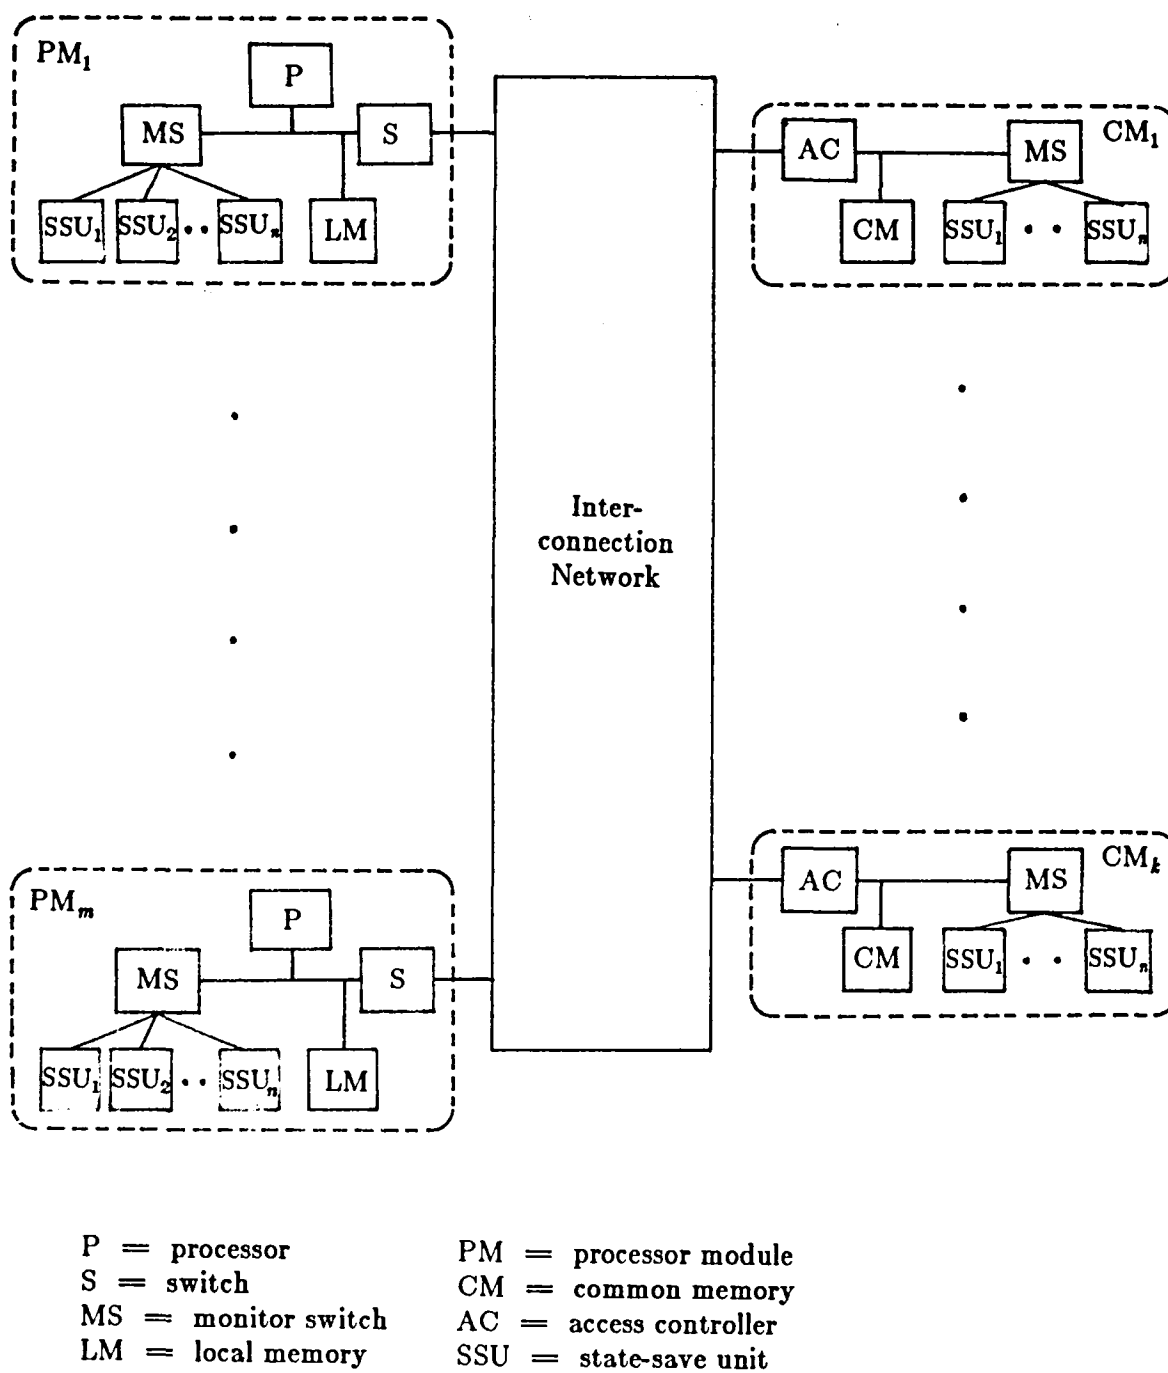 PM₁
P
MS
S
SSU₁ SSU₂ .. SSUₙ LM
CM₁
AC
MS
CM
SSU₁ . . SSUₙ
Inter-
connection
Network
PMₘ
P
MS
S
SSU₁ SSU₂ .. SSUₙ LM
CMₖ
AC
MS
CM
SSU₁ . . SSUₙ
P = processor
S = switch
MS = monitor switch
LM = local memory
PM = processor module
CM = common memory
AC = access controller
SSU = state-save unit